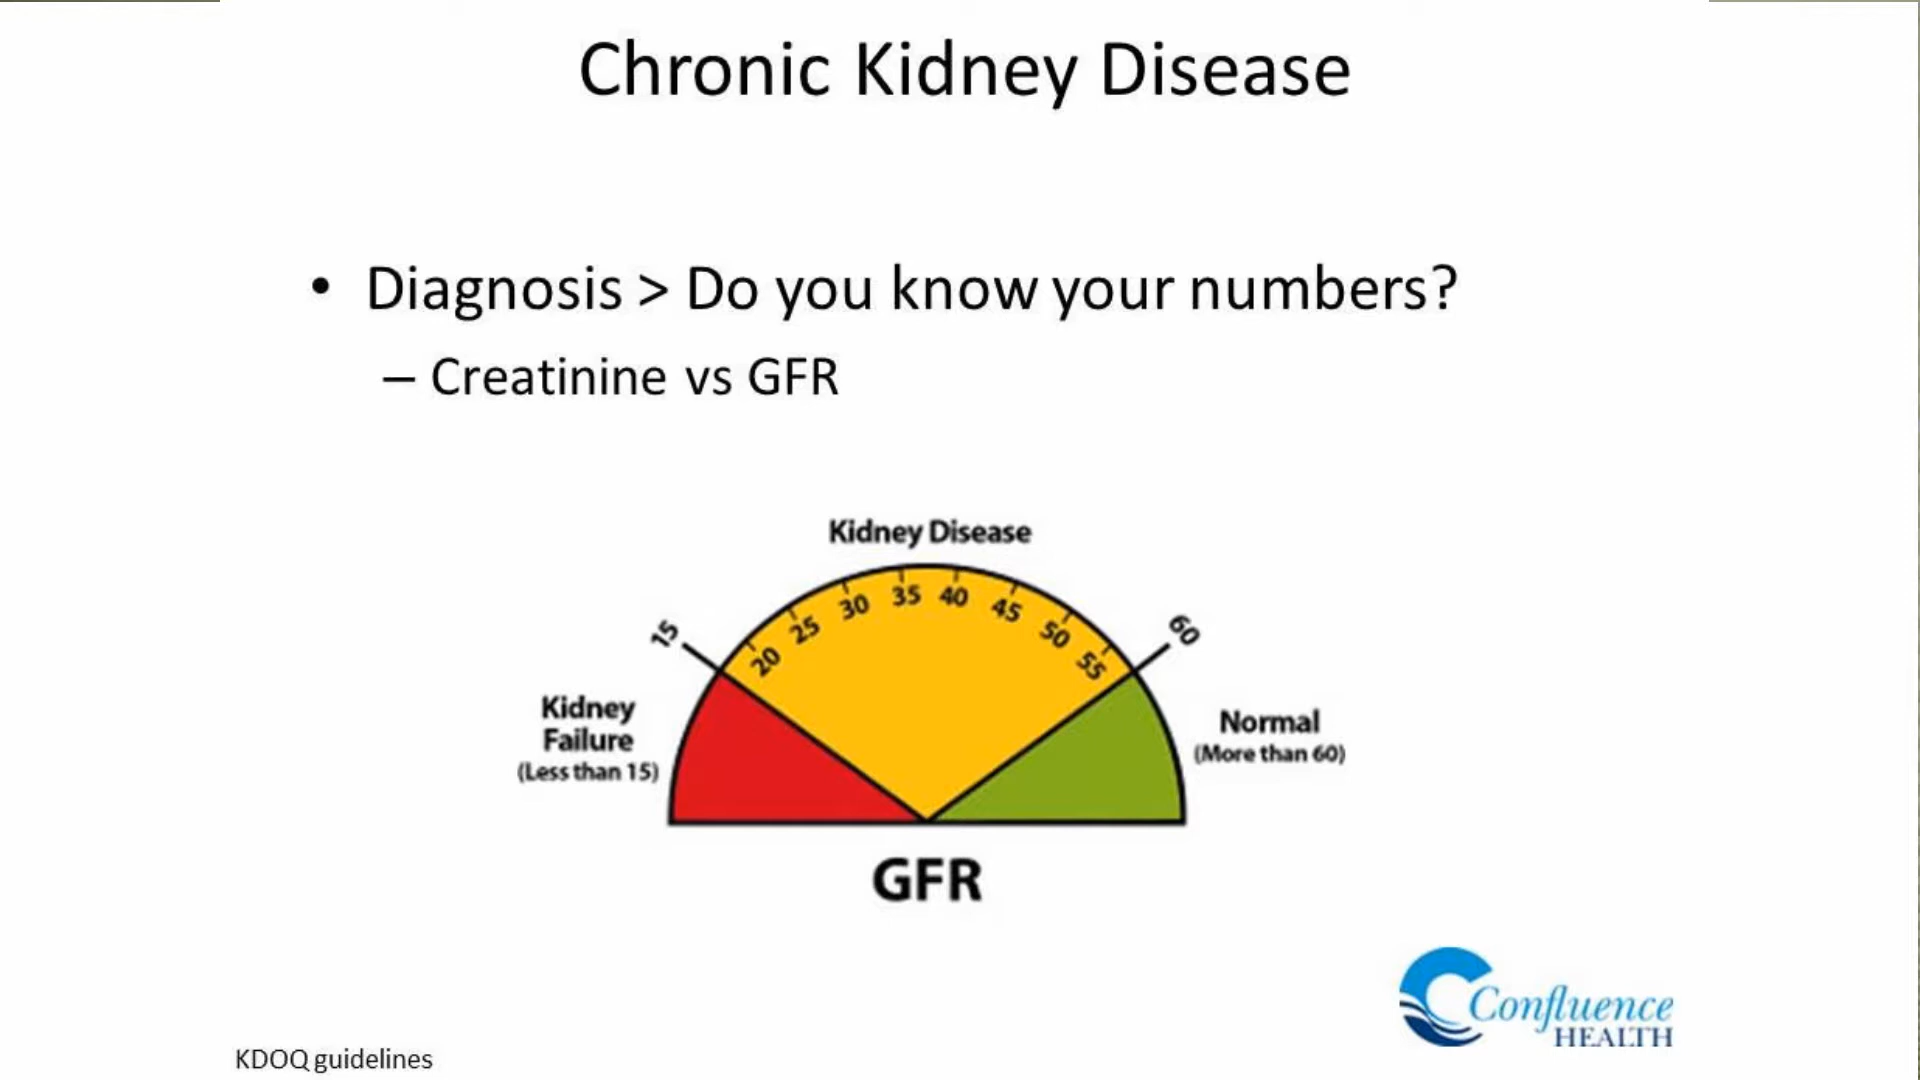 Chronic Kidney Disease
• Diagnosis > Do you know your numbers?
– Creatinine vs GFR
Kidney Disease
15 20 25 30 35 40 45 50 55 60
Kidney
Failure
(Less than 15)
Normal
(More than 60)
GFR
Confluence
HEALTH
KDOQ guidelines